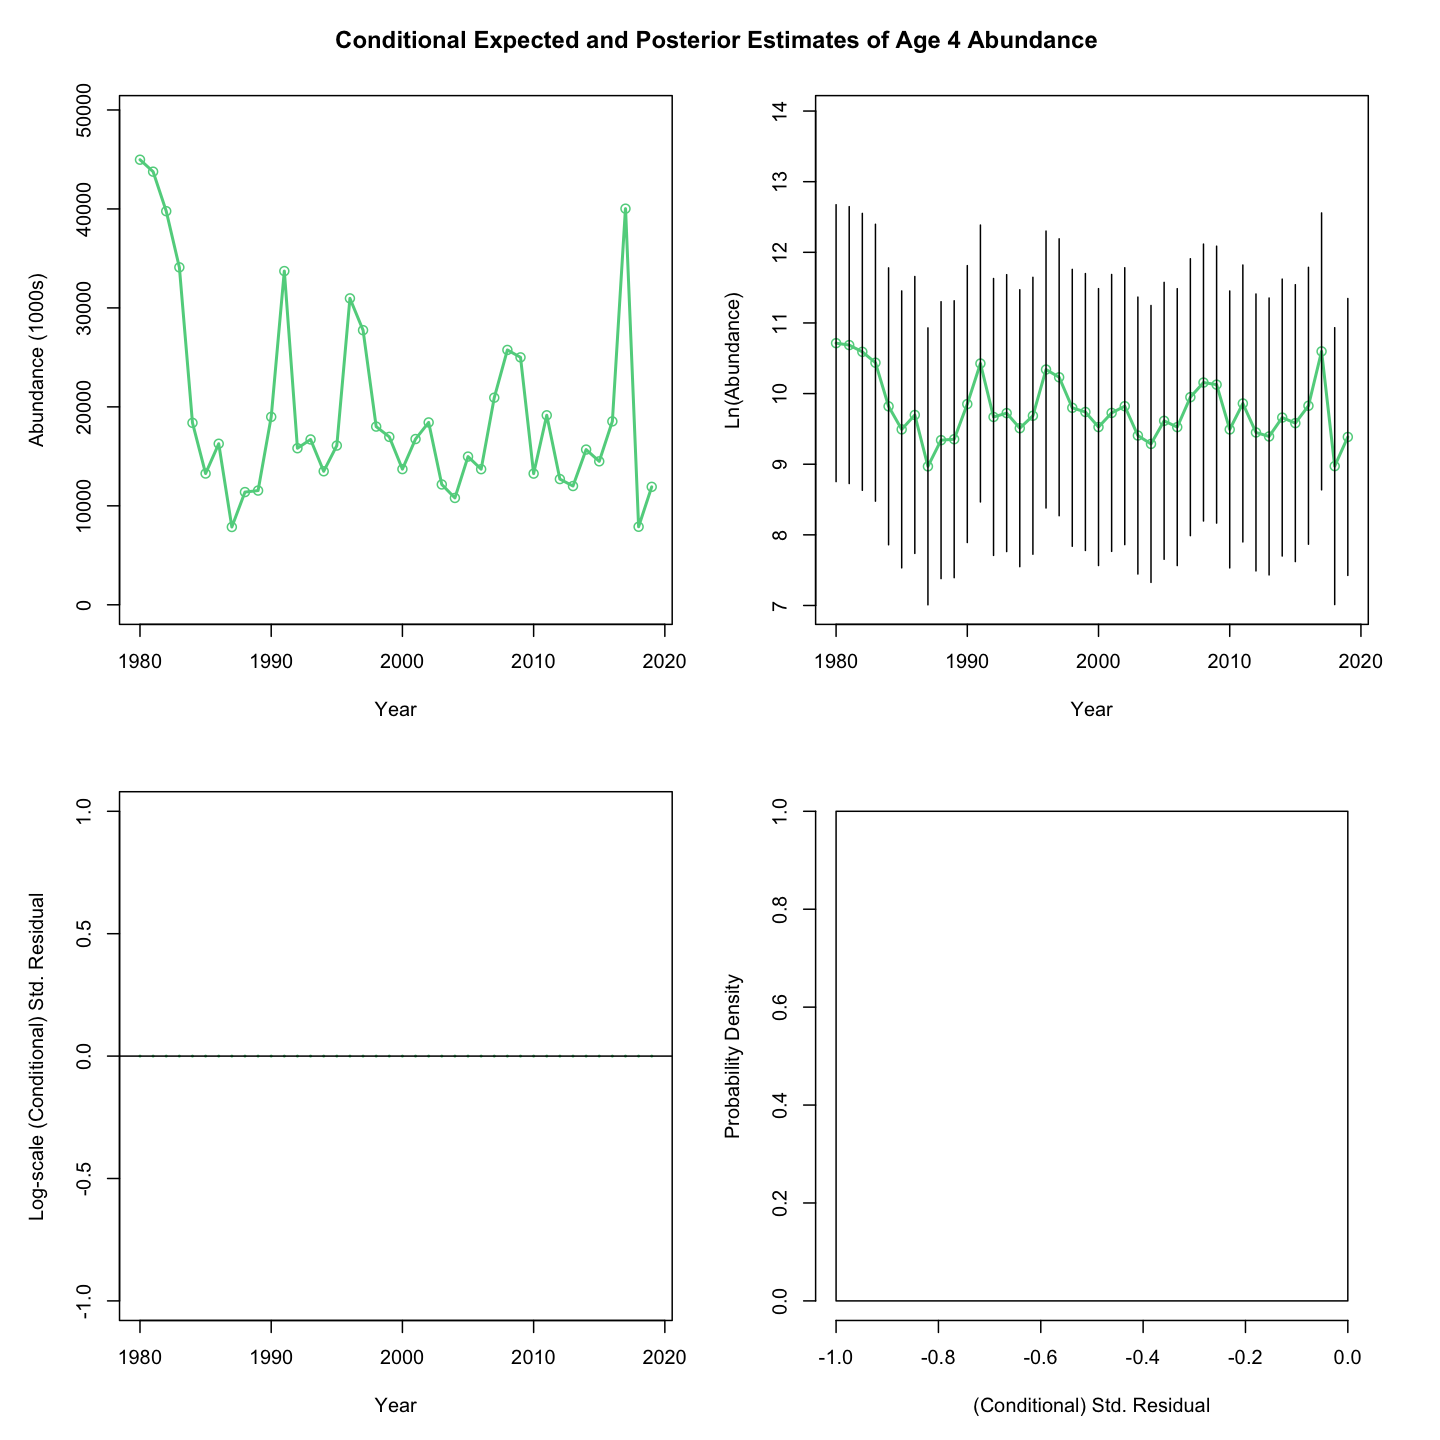 Conditional Expected and Posterior Estimates of Age 4 Abundance
Abundance (1000s)
50000
40000
30000
20000
10000
0
1980 1990 2000 2010 2020
Year
Ln(Abundance)
14
13
12
11
10
9
8
7
1980 1990 2000 2010 2020
Year
Log-scale (Conditional) Std. Residual
1.0
0.5
0.0
-0.5
-1.0
1980 1990 2000 2010 2020
Year
Probability Density
1.0
0.8
0.6
0.4
0.2
0.0
-1.0 -0.8 -0.6 -0.4 -0.2 0.0
(Conditional) Std. Residual